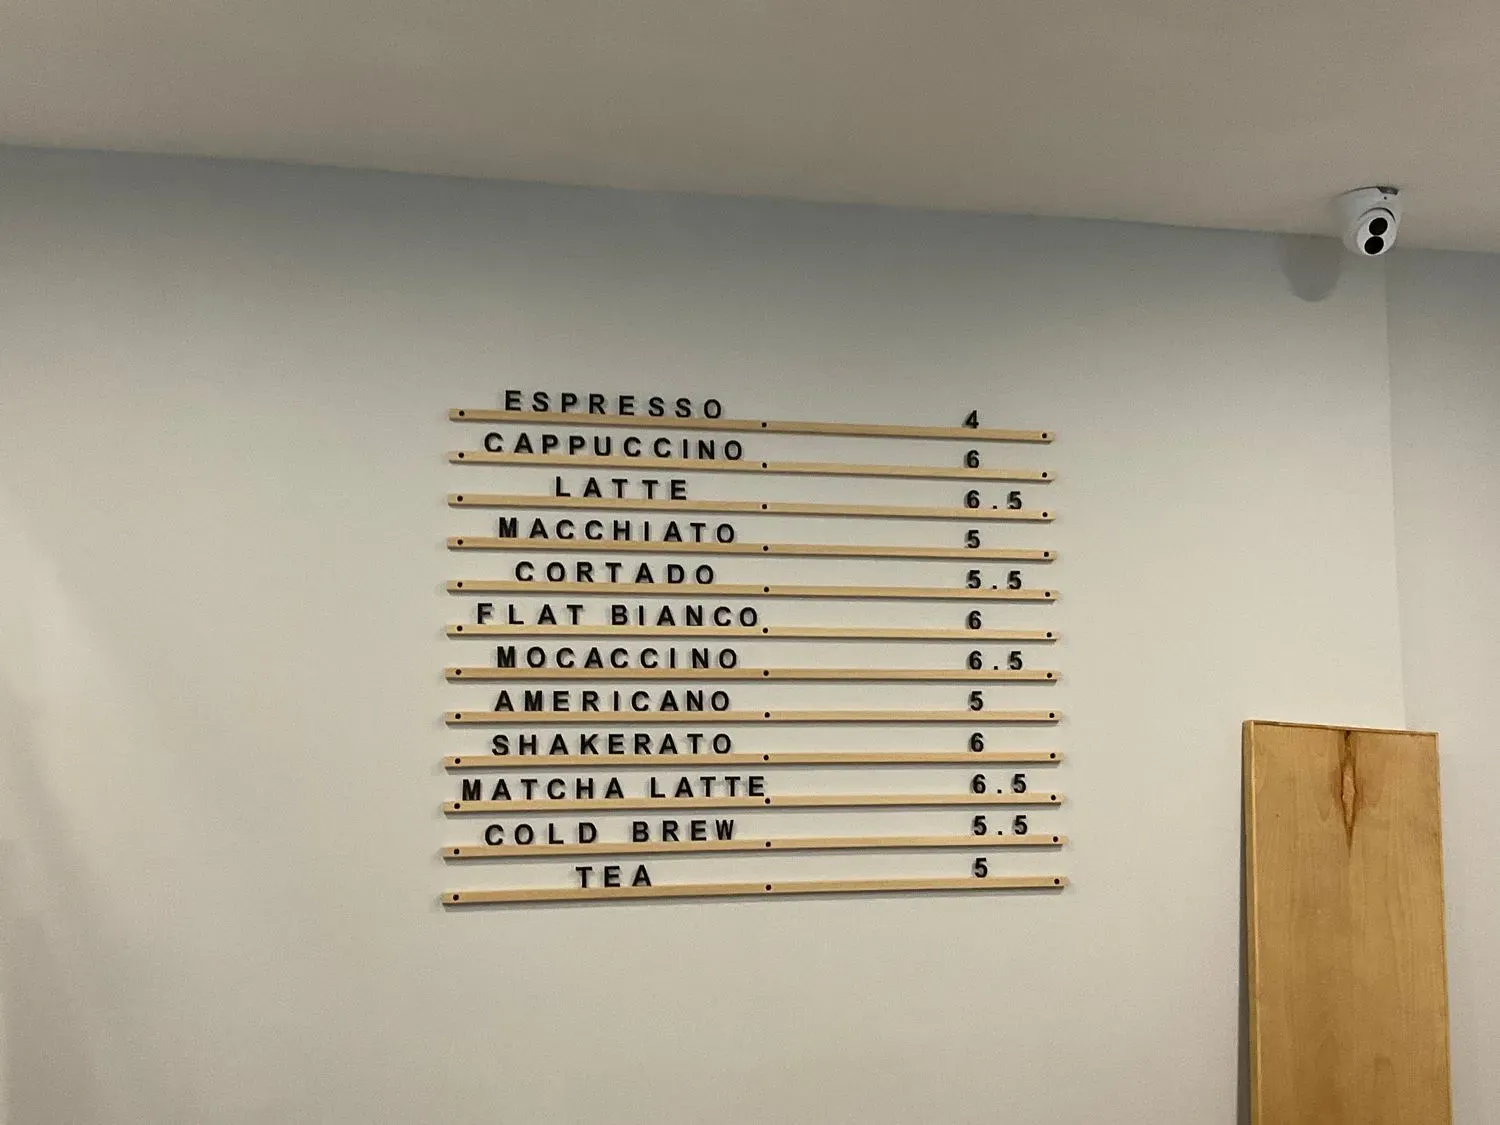 ESPRESSO 4
CAPPUCCINO 6
LATTE 6.5
MACCHIATO 5
CORTADO 5.5
FLAT BIANCO 6
MOCACCINO 6.5
AMERICANO 5
SHAKERATO 6
MATCHA LATTE 6.5
COLD BREW 5.5
TEA 5